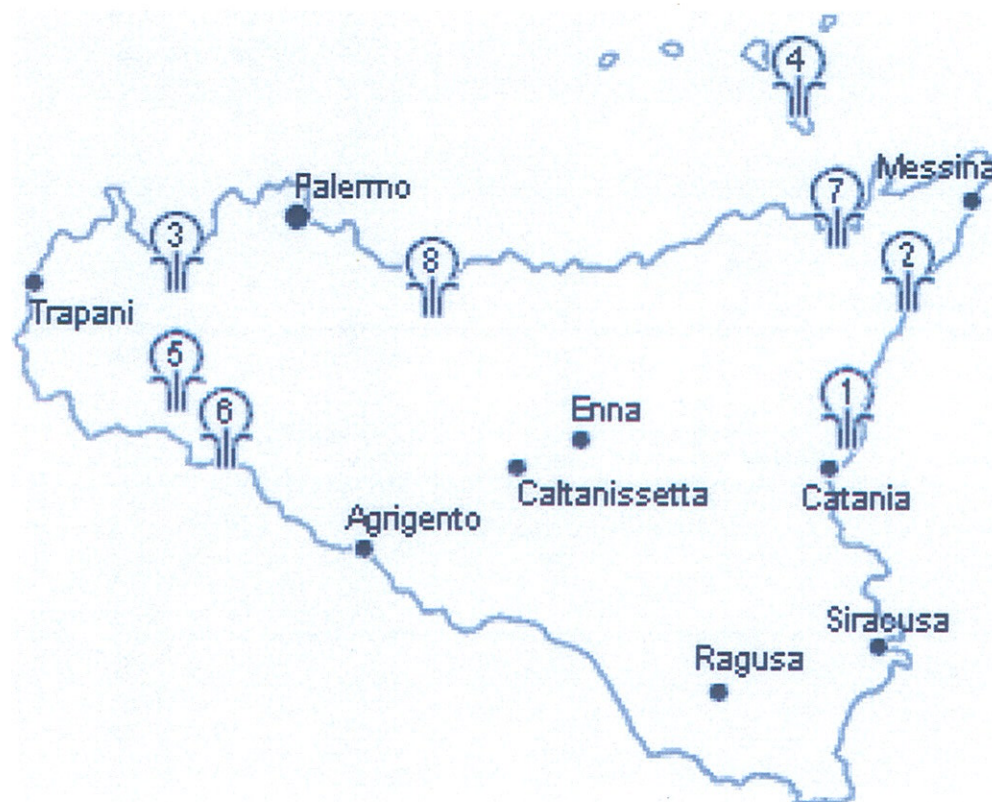 4
Messina
7
Palermo
3
8
2
Trapani
5
1
6
Enna
Caltanissetta
Catania
Agrigento
Siracusa
Ragusa